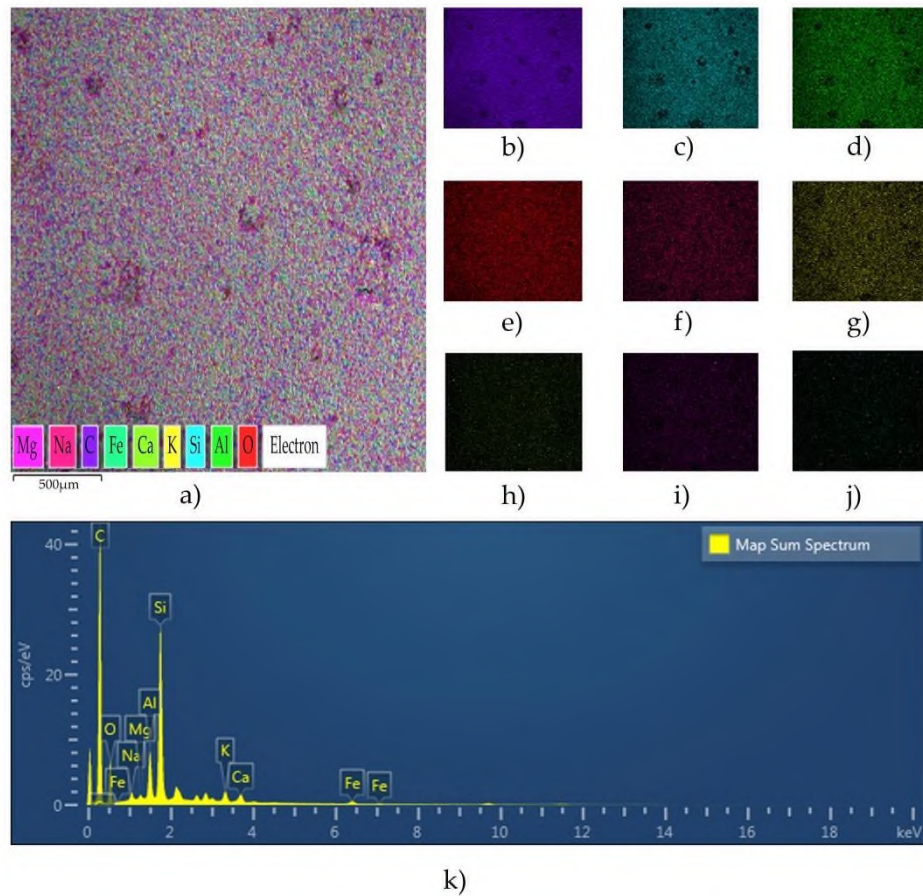 b) c) d)
e) f) g)
Mg Na C Fe Ca K Si Al O Electron
500μm
a) h) i) j)
C
Map Sum Spectrum
40
Si
cps/eV
20
Al
O Mg
Na K
Fe Ca Fe Fe
0
0 2 4 6 8 10 12 14 16 18 keV
k)